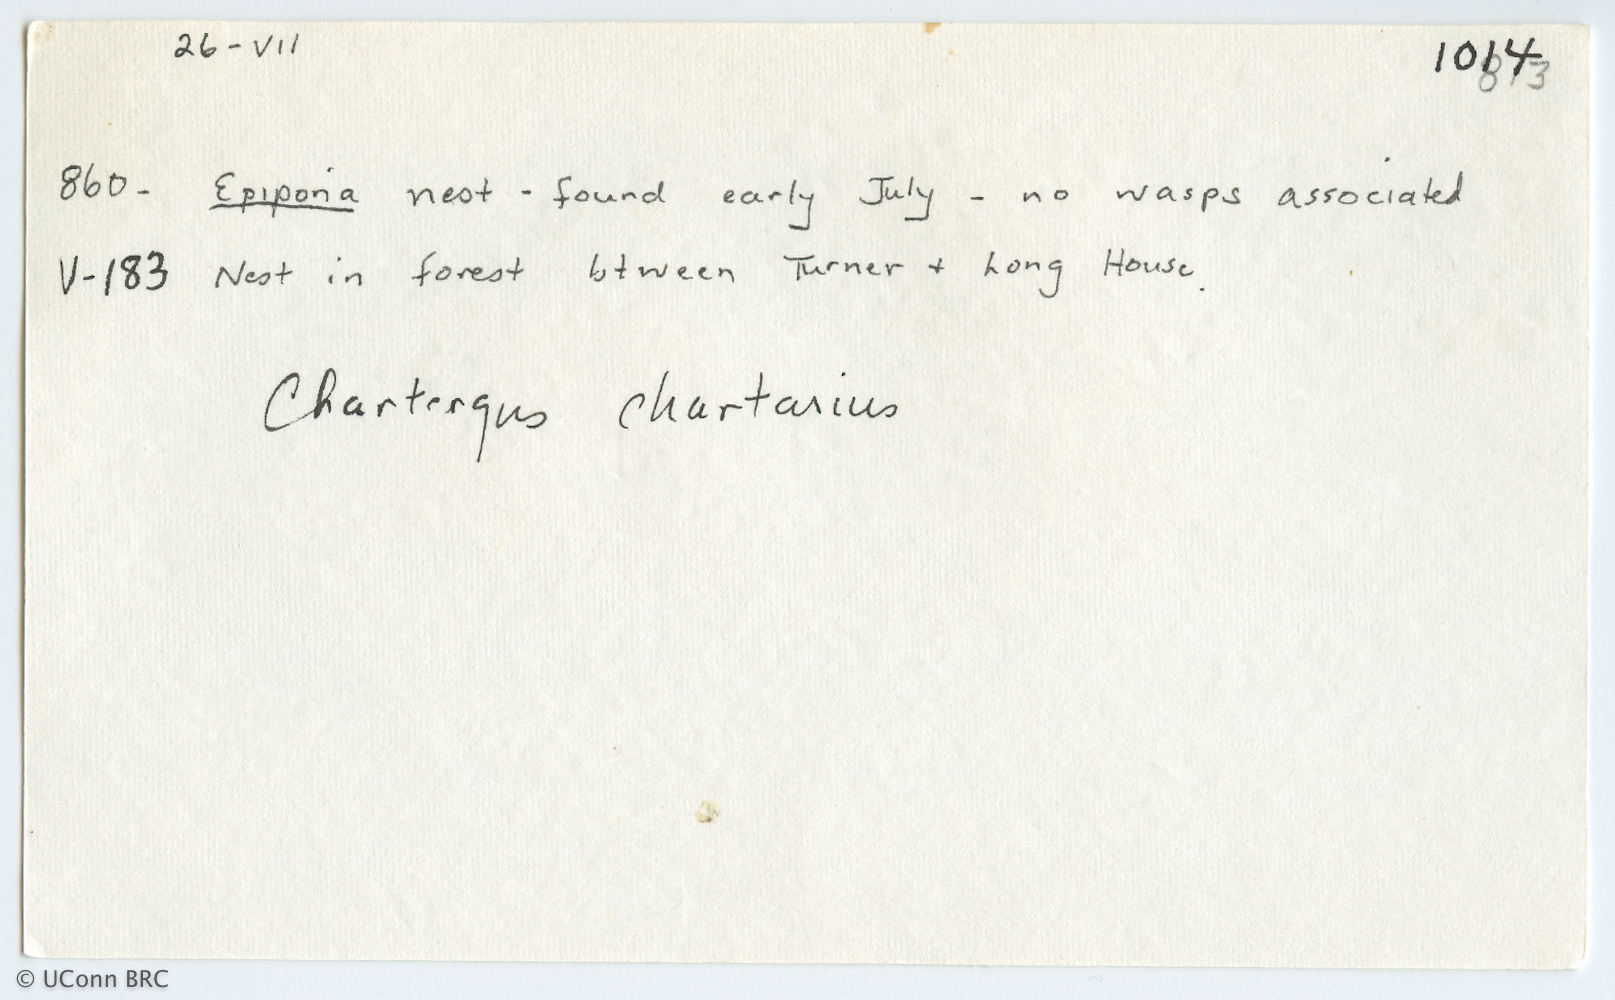 26-VII
1014
813
860- Epiponia nest - found early July - no wasps associated
V-183 Nest in forest btween Turner + Long House.
Chartergus chartarius
© UConn BRC